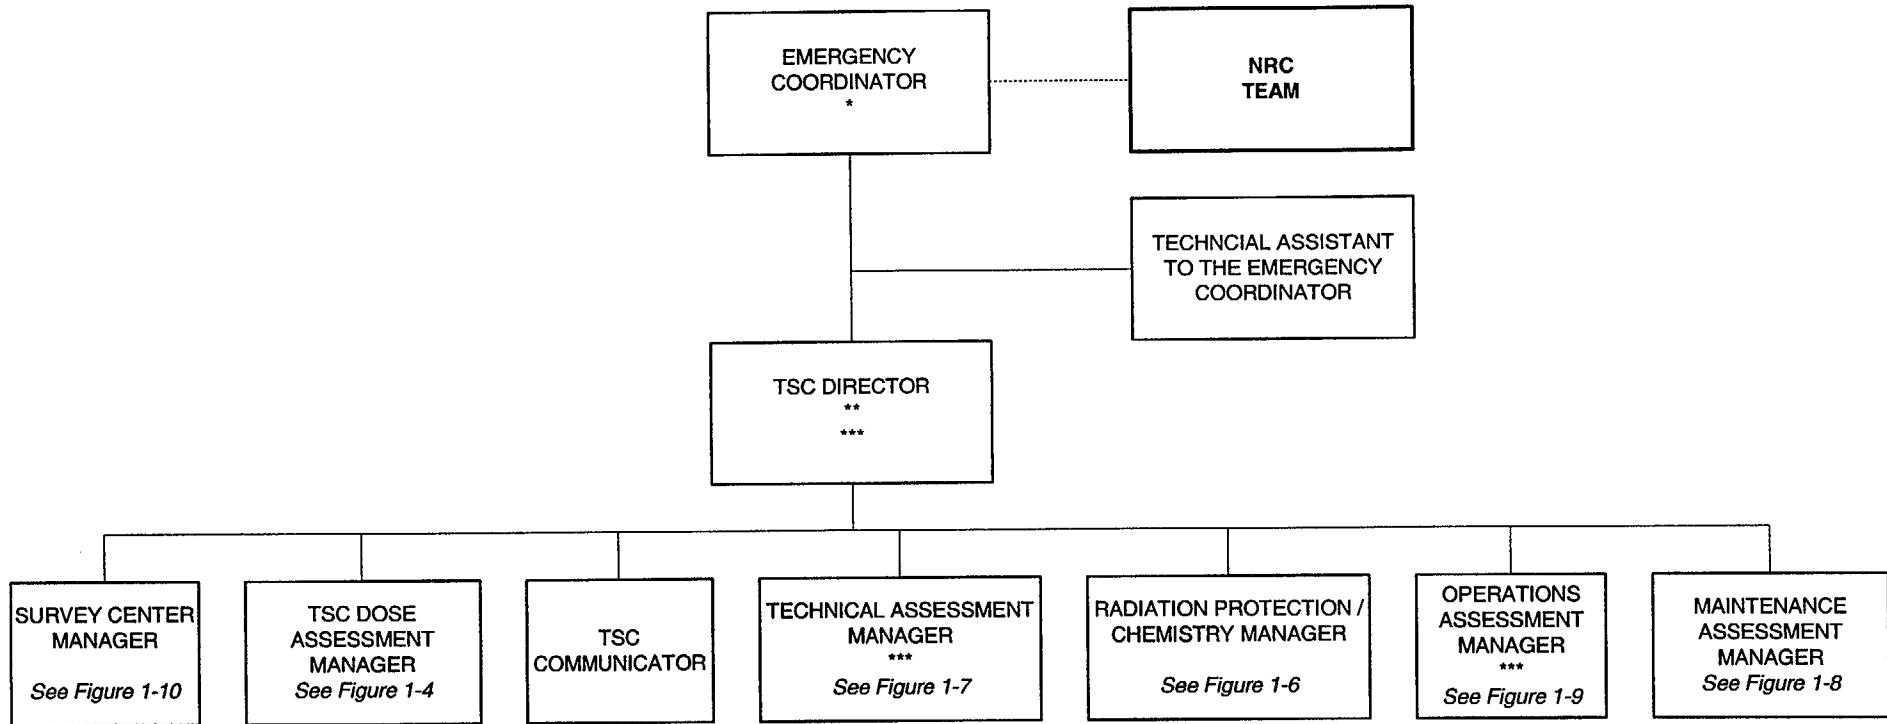 EMERGENCY
COORDINATOR
*
NRC
TEAM
TECHNCIAL ASSISTANT
TO THE EMERGENCY
COORDINATOR
TSC DIRECTOR
**
***
SURVEY CENTER
MANAGER
See Figure 1-10
TSC DOSE
ASSESSMENT
MANAGER
See Figure 1-4
TSC
COMMUNICATOR
TECHNICAL ASSESSMENT
MANAGER
***
See Figure 1-7
RADIATION PROTECTION /
CHEMISTRY MANAGER
See Figure 1-6
OPERATIONS
ASSESSMENT
MANAGER
***
See Figure 1-9
MAINTENANCE
ASSESSMENT
MANAGER
See Figure 1-8